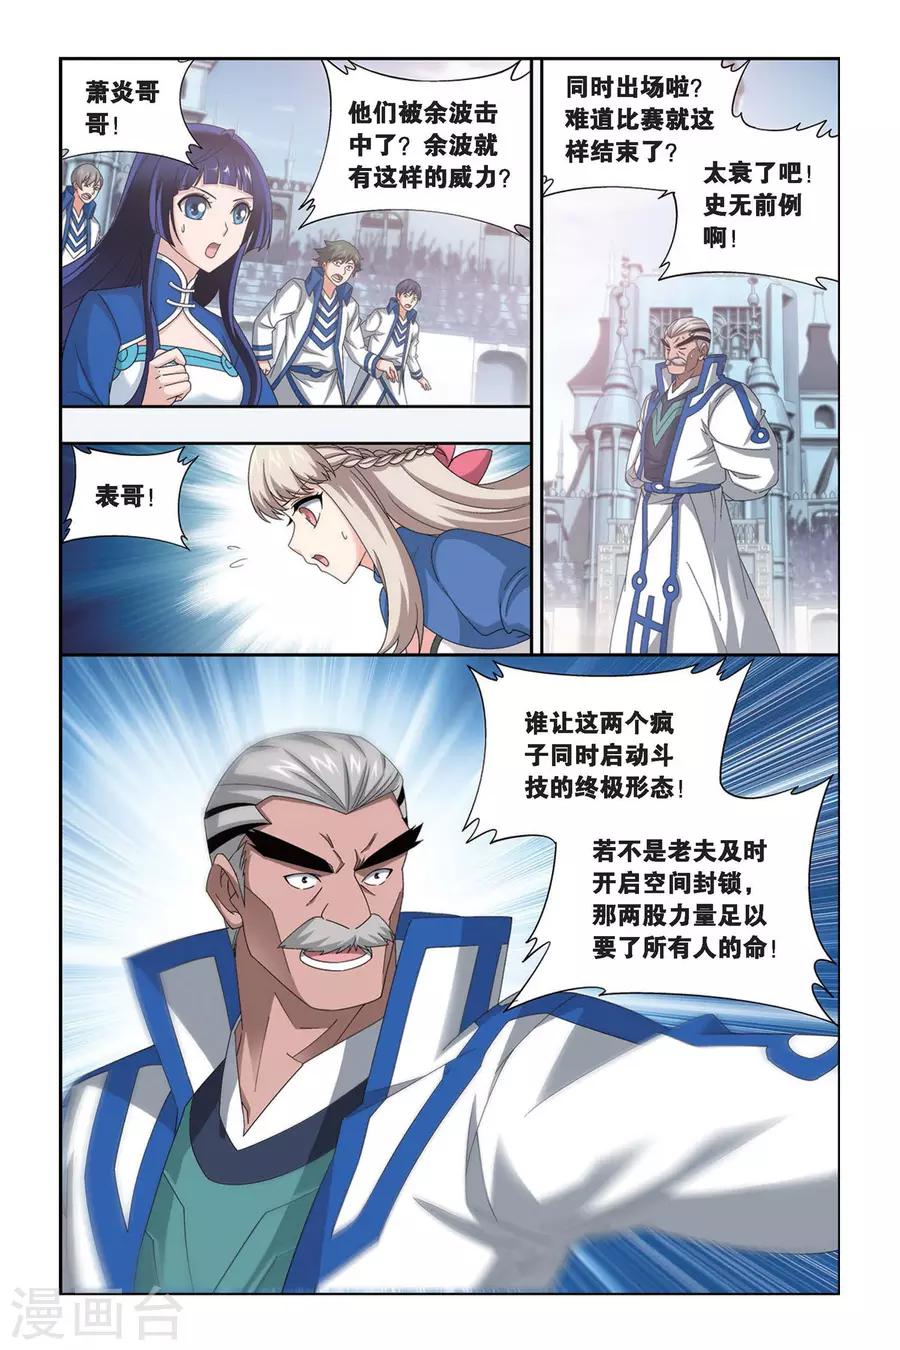 萧炎哥
哥！
他们被余波击
中了？余波就
有这样的威力？
同时出场啦？
难道比赛就这
样结束了？
太衰了吧！
史无前例
啊！
表哥！
谁让这两个疯
子同时启动斗
技的终极形态！
若不是老夫及时
开启空间封锁，
那两股力量足以
要了所有人的命！
漫画台